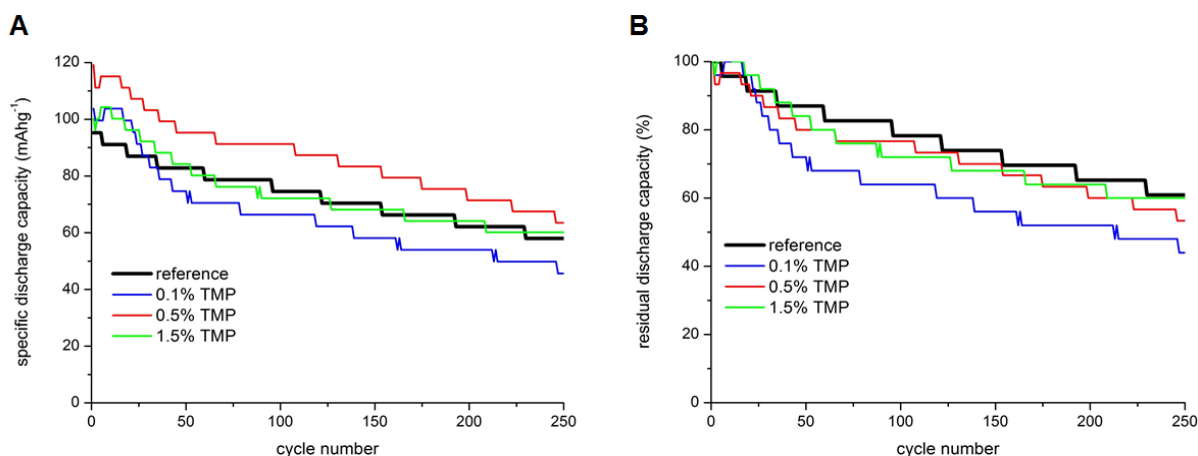 A
specific discharge capacity (mAhg⁻¹)
120
100
80
60
40
20
0
reference
0.1% TMP
0.5% TMP
1.5% TMP
0 50 100 150 200 250
cycle number
B
residual discharge capacity (%)
100
80
60
40
20
0
reference
0.1% TMP
0.5% TMP
1.5% TMP
0 50 100 150 200 250
cycle number